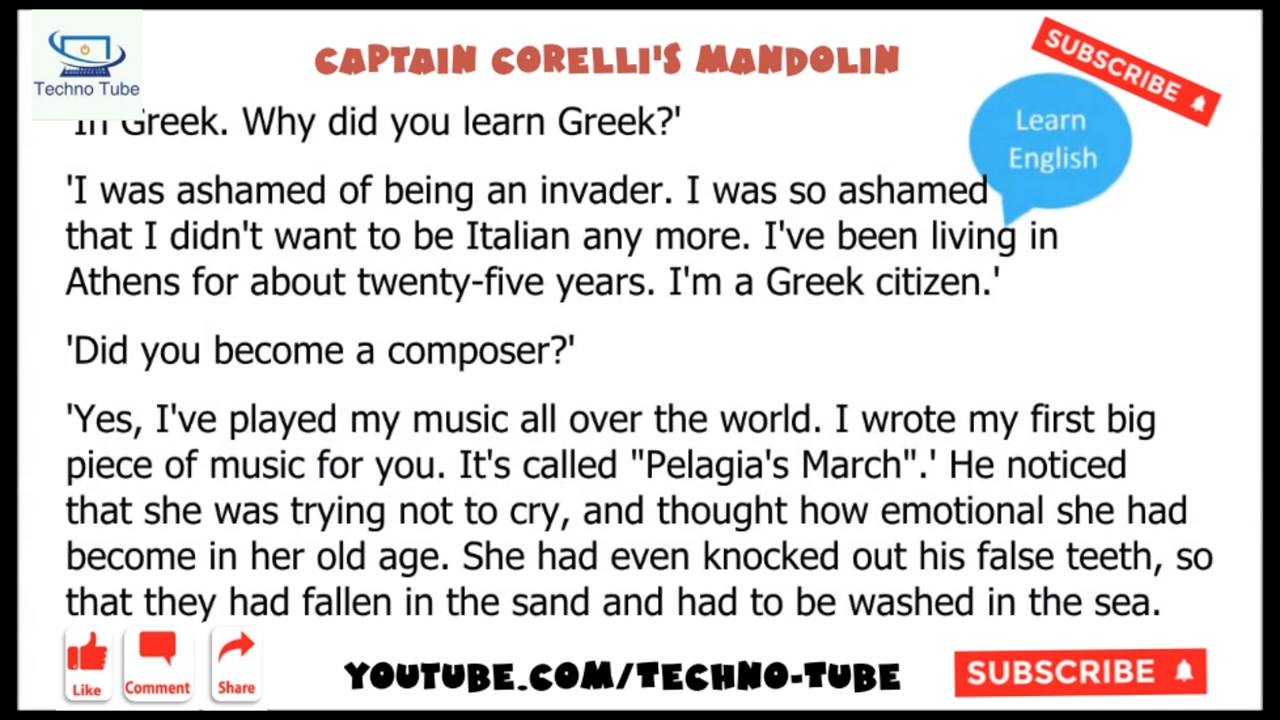 CAPTAIN CORELLI'S MANDOLIN
SUBSCRIBE
Techno Tube
Learn
English
'In Greek. Why did you learn Greek?'
'I was ashamed of being an invader. I was so ashamed
that I didn't want to be Italian any more. I've been living in
Athens for about twenty-five years. I'm a Greek citizen.'
'Did you become a composer?'
'Yes, I've played my music all over the world. I wrote my first big
piece of music for you. It's called "Pelagia's March".' He noticed
that she was trying not to cry, and thought how emotional she had
become in her old age. She had even knocked out his false teeth, so
that they had fallen in the sand and had to be washed in the sea.
Like
Comment
Share
YOUTUBE.COM/TECHNO-TUBE
SUBSCRIBE